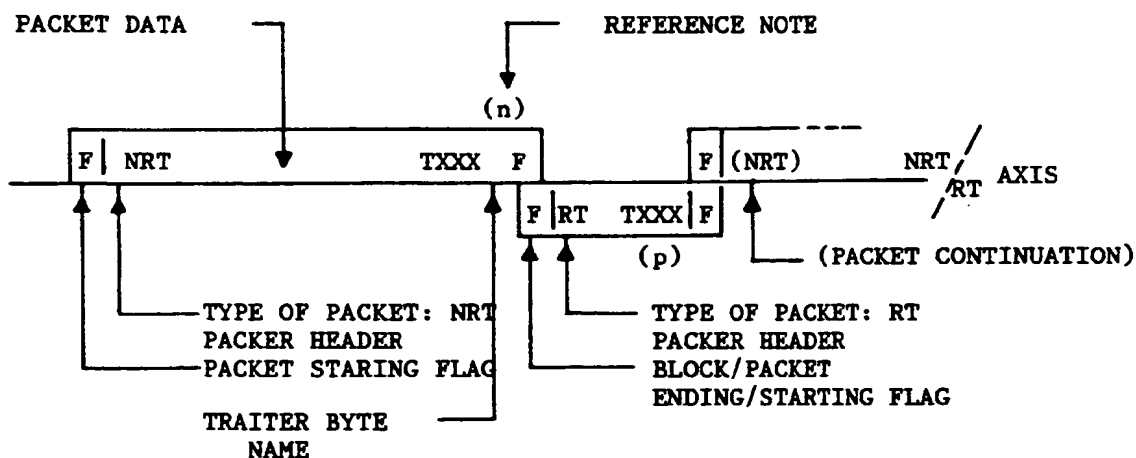 PACKET DATA
REFERENCE NOTE
(n)
F | NRT TXXX F
F (NRT) NRT
RT AXIS
F |RT TXXX| F
(p)
(PACKET CONTINUATION)
TYPE OF PACKET: NRT
PACKER HEADER
PACKET STARING FLAG
TYPE OF PACKET: RT
PACKER HEADER
BLOCK/PACKET
ENDING/STARTING FLAG
TRAITER BYTE
NAME